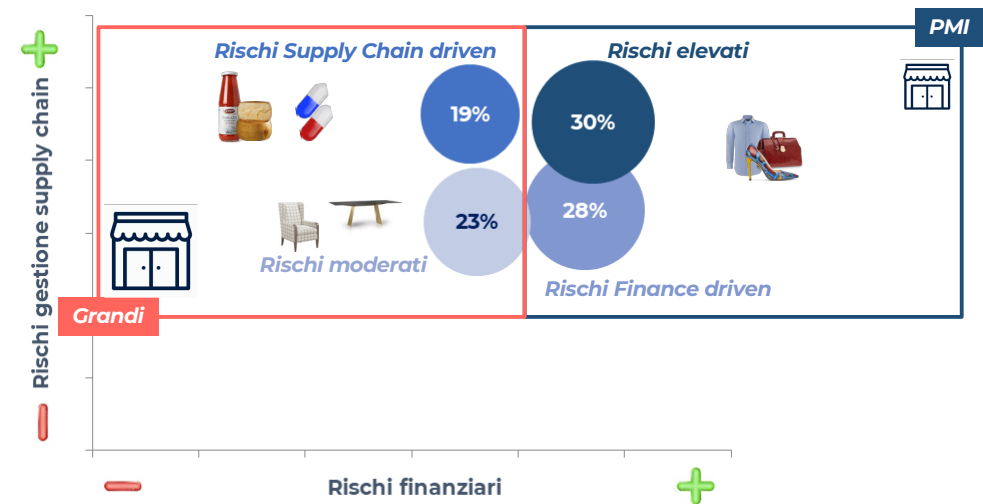 PMI
Rischi Supply Chain driven
Rischi elevati
19%
30%
23%
28%
Rischi moderati
Rischi Finance driven
Grandi
Rischi gestione supply chain
Rischi finanziari